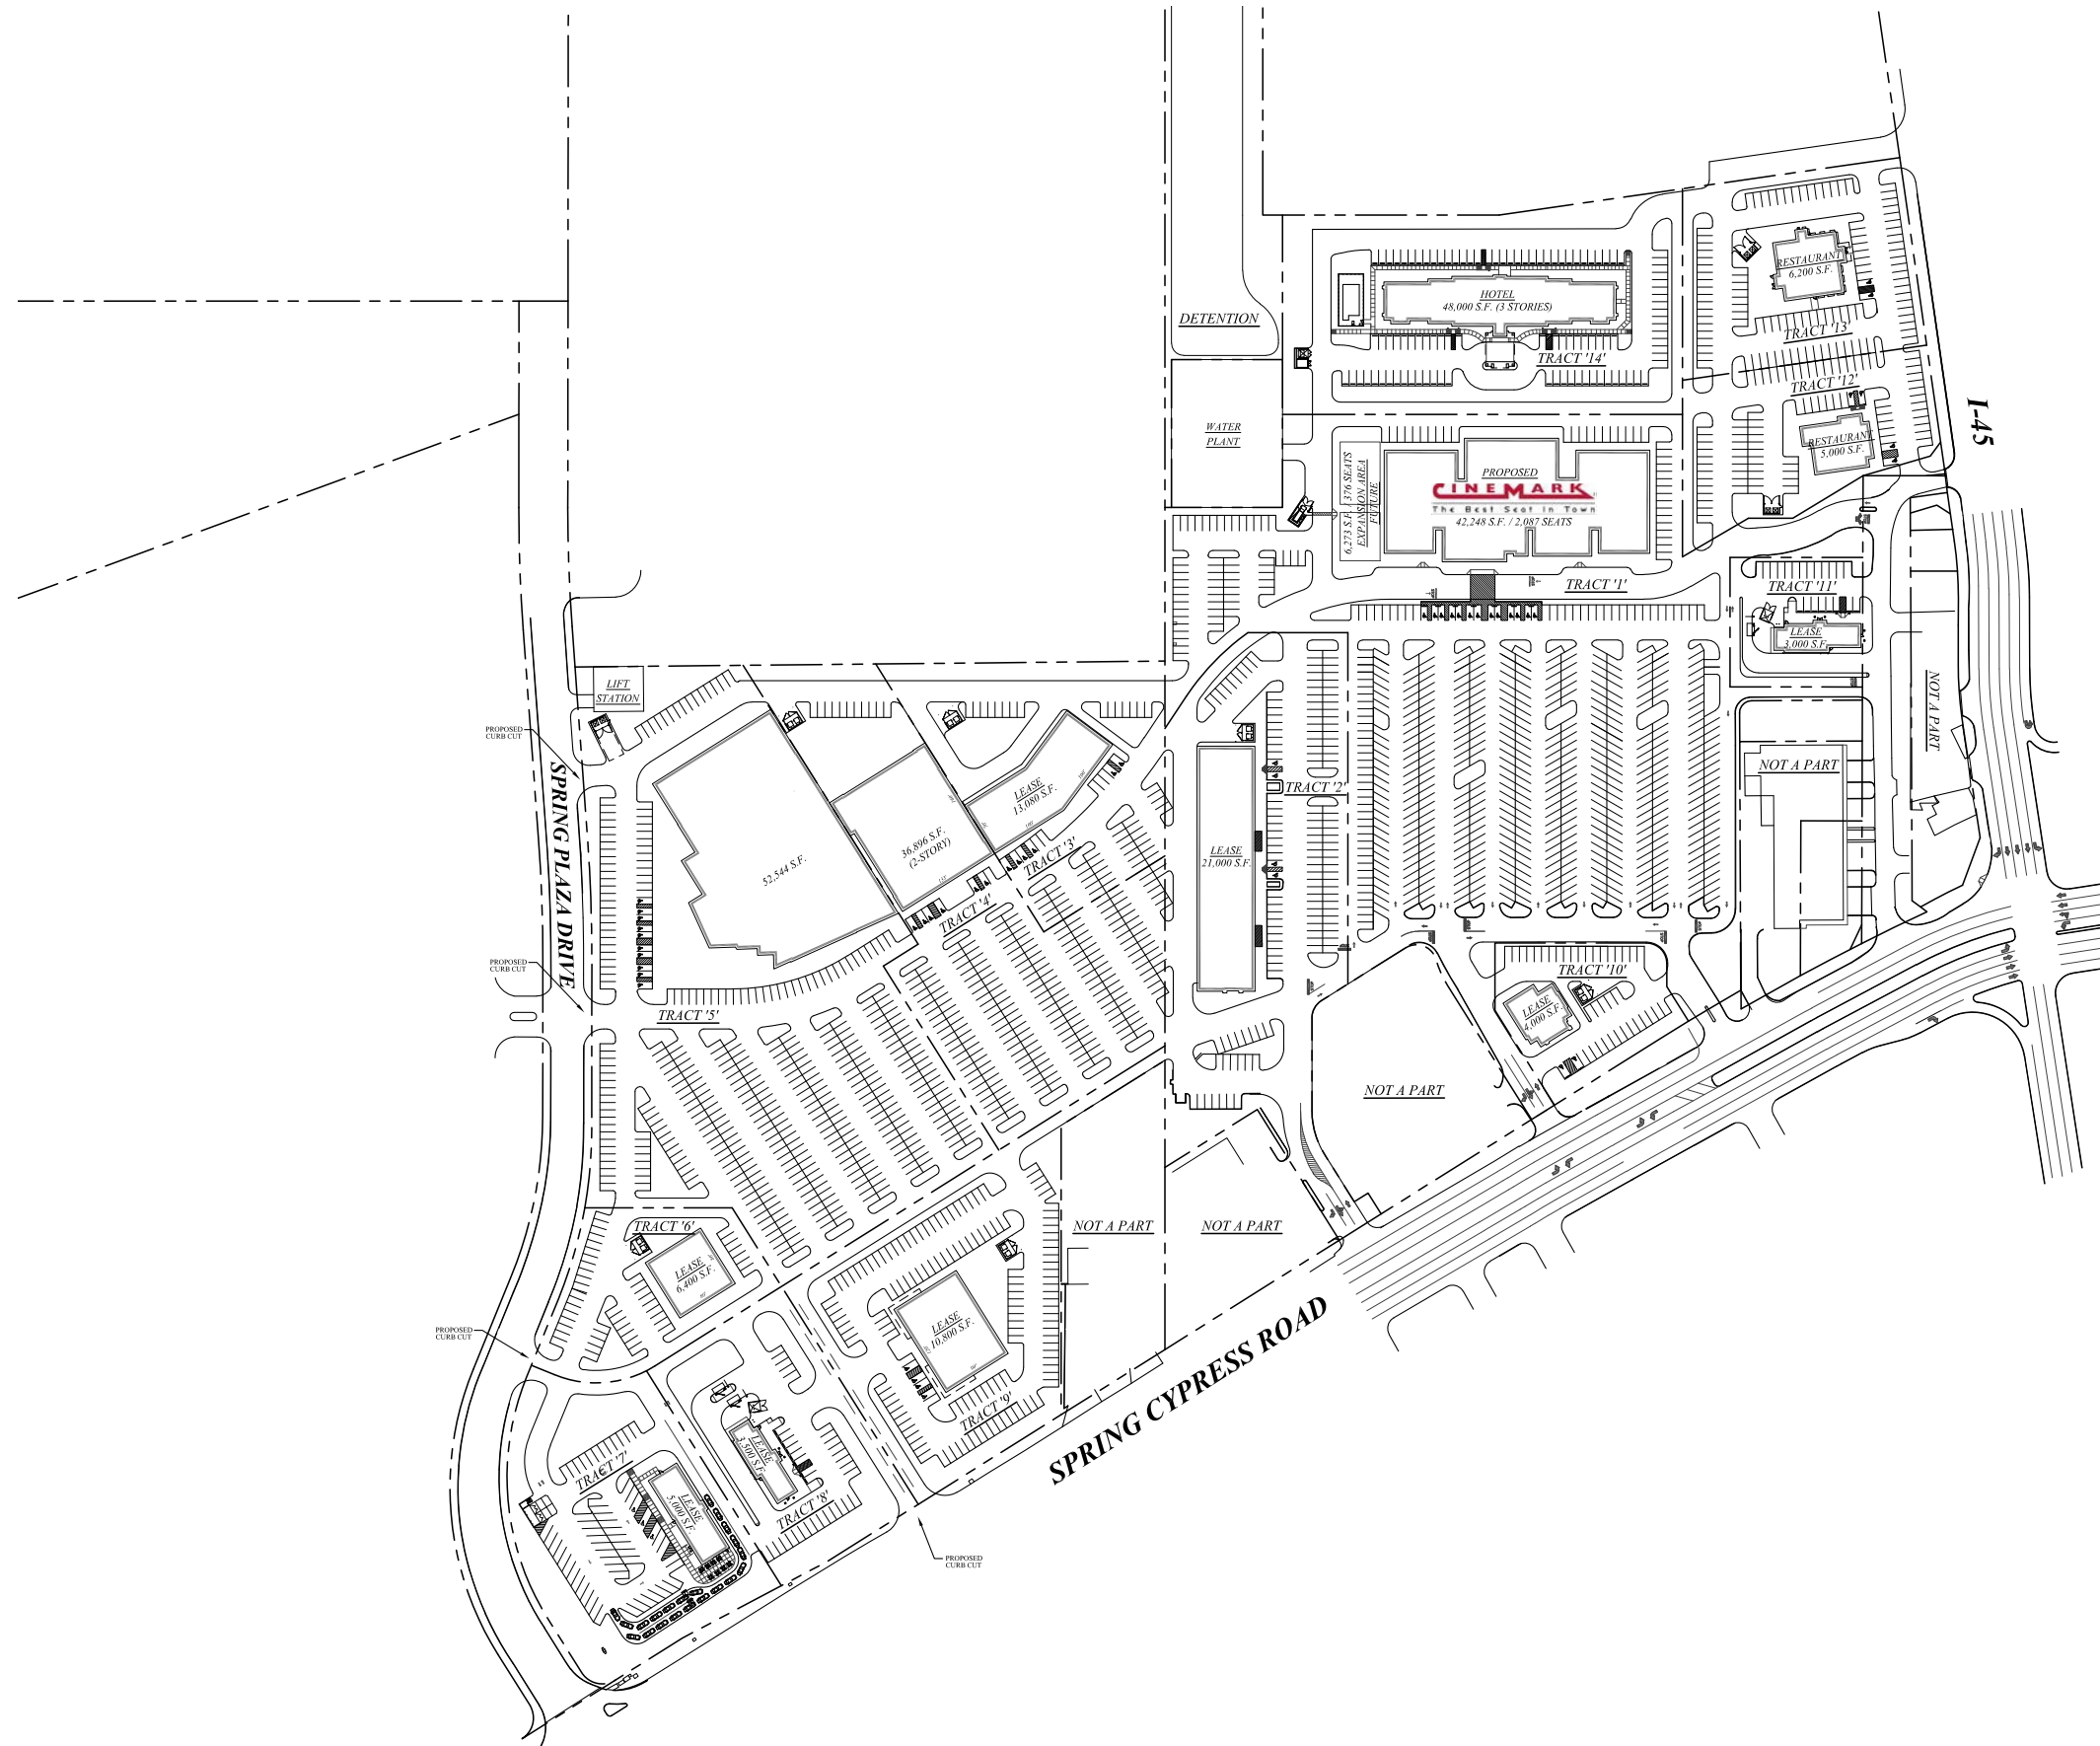 RESTAURANT
6,200 S.F.
HOTEL
48,000 S.F. (3 STORIES)
DETENTION
TRACT '13'
TRACT '14'
TRACT '12'
I-45
WATER
PLANT
RESTAURANT
5,000 S.F.
6,273 S.F. / 376 SEATS
EXPANSION AREA
FUTURE
PROPOSED
CINEMARK
The Best Seat In Town
42,248 S.F. / 2,087 SEATS
TRACT '1'
TRACT '11'
LEASE
3,000 S.F.
NOT A PART
LIFT
STATION
PROPOSED
CURB CUT
SPRING PLAZA DRIVE
NOT A PART
LEASE
13,080 S.F.
TRACT '2'
36,896 S.F.
(2-STORY)
52,544 S.F.
TRACT '3'
LEASE
21,000 S.F.
TRACT '4'
PROPOSED
CURB CUT
TRACT '5'
TRACT '10'
LEASE
4,000 S.F.
NOT A PART
TRACT '6'
NOT A PART
NOT A PART
LEASE
6,400 S.F.
PROPOSED
CURB CUT
LEASE
10,800 S.F.
SPRING CYPRESS ROAD
TRACT '9'
LEASE
3,500 S.F.
TRACT '7'
TRACT '8'
LEASE
5,000 S.F.
PROPOSED
CURB CUT